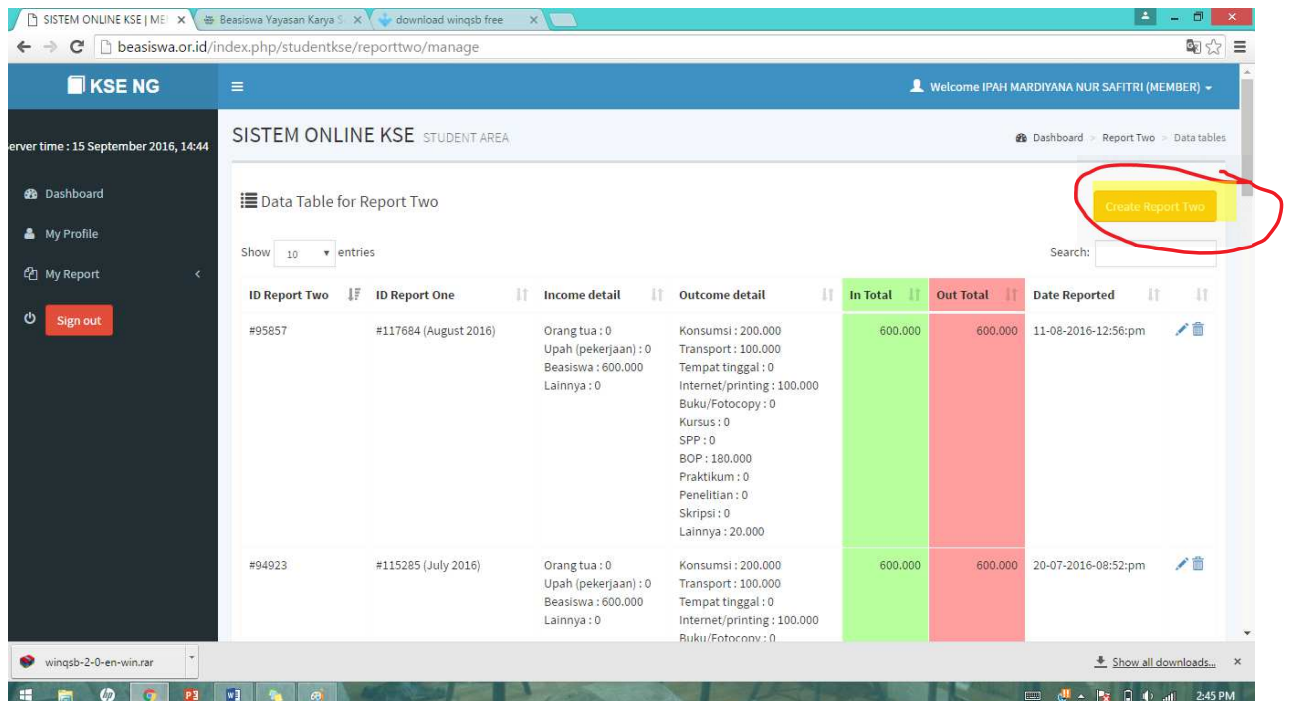 SISTEM ONLINE KSE | ME
Beasiswa Yayasan Karya S
download winqsb free
beasiswa.or.id/index.php/studentkse/reporttwo/manage
KSE NG
Welcome IPAH MARDIYANA NUR SAFITRI (MEMBER)
erver time : 15 September 2016, 14:44
SISTEM ONLINE KSE STUDENT AREA
Dashboard > Report Two > Data tables
Dashboard
My Profile
My Report
Sign out
Data Table for Report Two
Create Report Two
Show 10 entries
Search:
ID Report Two ID Report One Income detail Outcome detail In Total Out Total Date Reported
#95857 #117684 (August 2016) Orang tua : 0 Konsumsi : 200.000 600.000 600.000 11-08-2016-12:56:pm
Upah (pekerjaan) : 0 Transport : 100.000
Beasiswa : 600.000 Tempat tinggal : 0
Lainnya : 0 Internet/printing : 100.000
Buku/Fotocopy : 0
Kursus : 0
SPP : 0
BOP : 180.000
Praktikum : 0
Penelitian : 0
Skripsi : 0
Lainnya : 20.000
#94923 #115285 (July 2016) Orang tua : 0 Konsumsi : 200.000 600.000 600.000 20-07-2016-08:52:pm
Upah (pekerjaan) : 0 Transport : 100.000
Beasiswa : 600.000 Tempat tinggal : 0
Lainnya : 0 Internet/printing : 100.000
Buku/Fotocopy : 0
winqsb-2-0-en-win.rar
Show all downloads...
2:45 PM